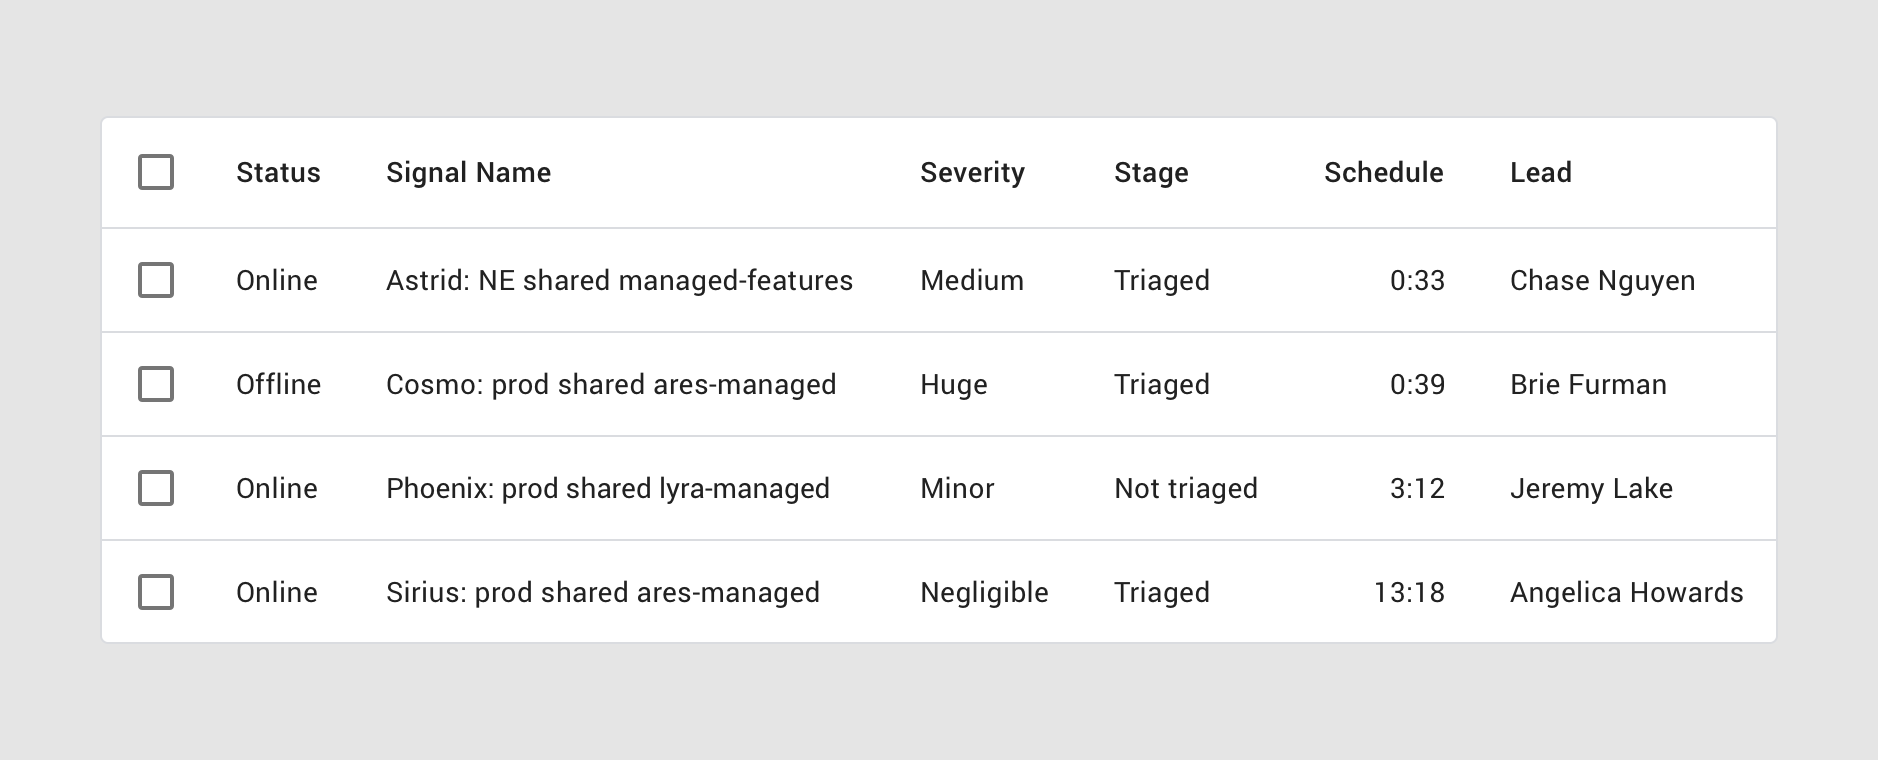 Status Signal Name Severity Stage Schedule Lead
Online Astrid: NE shared managed-features Medium Triaged 0:33 Chase Nguyen
Offline Cosmo: prod shared ares-managed Huge Triaged 0:39 Brie Furman
Online Phoenix: prod shared lyra-managed Minor Not triaged 3:12 Jeremy Lake
Online Sirius: prod shared ares-managed Negligible Triaged 13:18 Angelica Howards